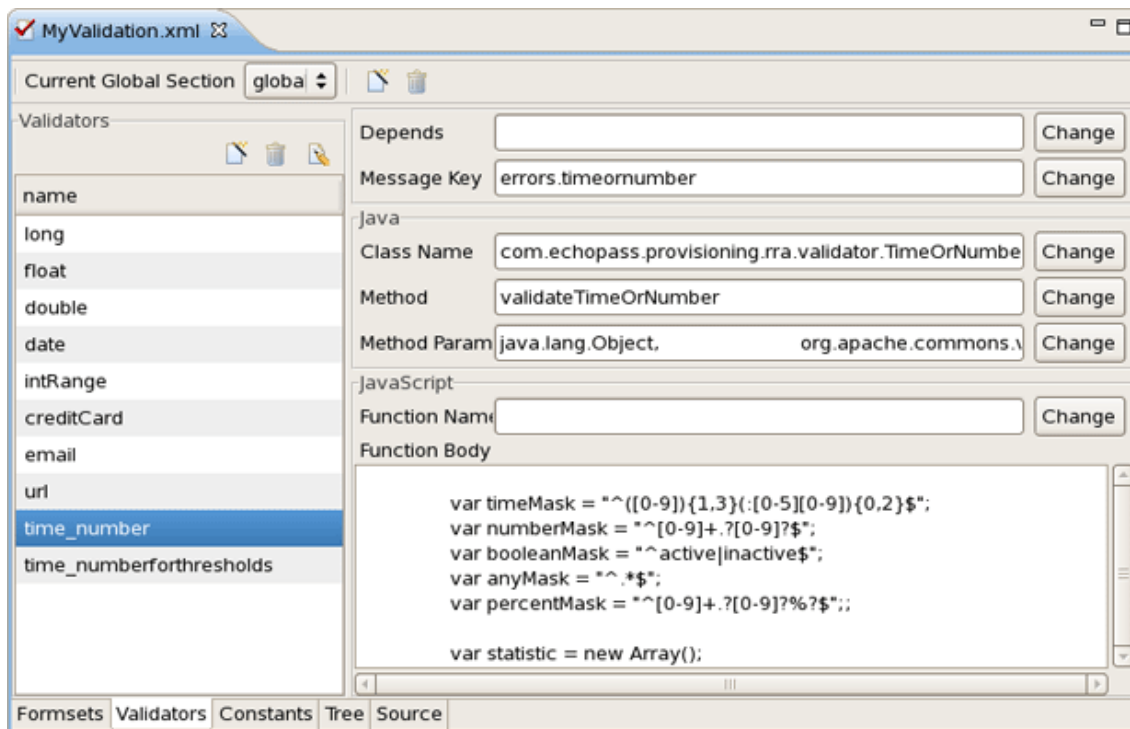 MyValidation.xml
Current Global Section globa
Validators
name
long
float
double
date
intRange
creditCard
email
url
time_number
time_numberforthresholds
Depends Change
Message Key errors.timeornumber Change
Java
Class Name com.echopass.provisioning.rra.validator.TimeOrNumbe Change
Method validateTimeOrNumber Change
Method Param java.lang.Object, org.apache.commons.v Change
JavaScript
Function Name Change
Function Body
var timeMask = "^([0-9]){1,3}(:[0-5][0-9]){0,2}$";
var numberMask = "^[0-9]+.?[0-9]?$";
var booleanMask = "^active|inactive$";
var anyMask = "^.*$";
var percentMask = "^[0-9]+.?[0-9]?%?$";;
var statistic = new Array();
Formsets Validators Constants Tree Source